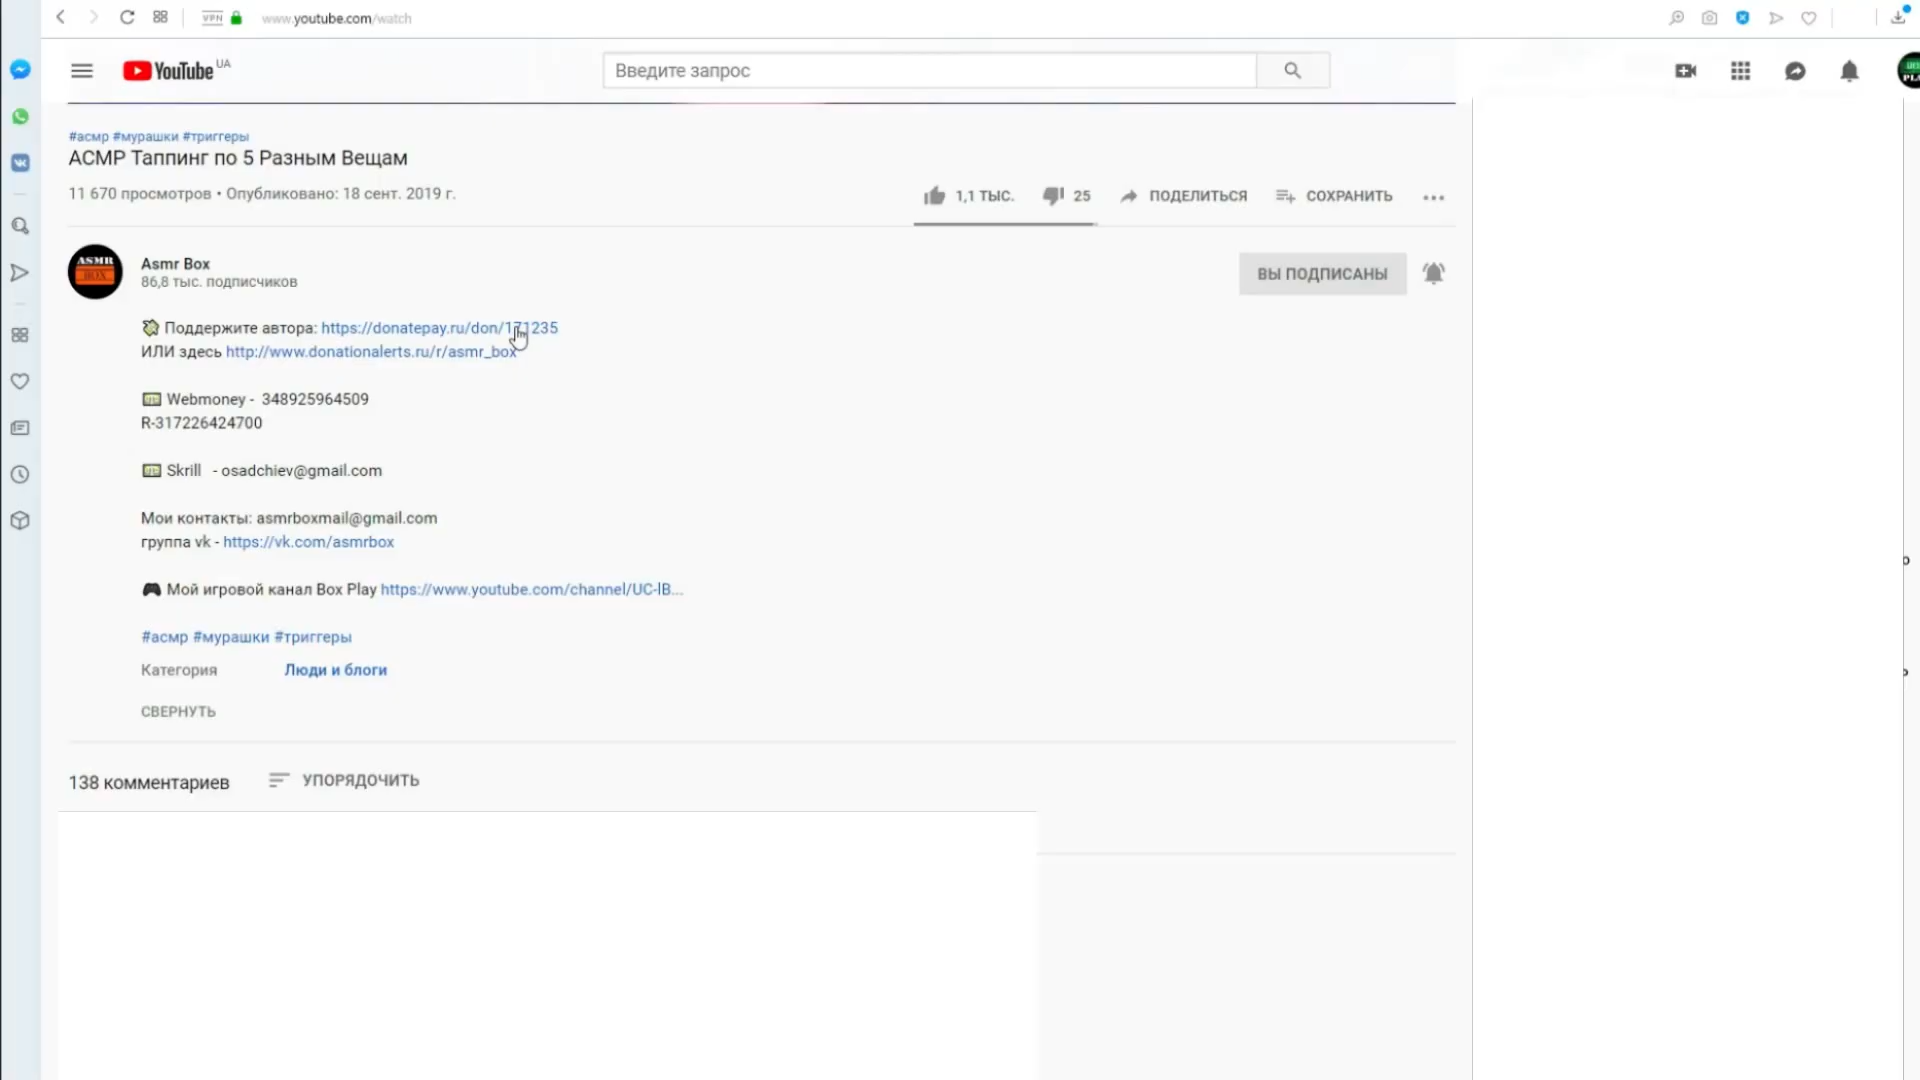 VPN www.youtube.com/watch
YouTube UA
Введите запрос
#асмр #мурашки #триггеры
АСМР Таппинг по 5 Разным Вещам
11 670 просмотров • Опубликовано: 18 сент. 2019 г.
1,1 ТЫС. 25 ПОДЕЛИТЬСЯ СОХРАНИТЬ
ASMR
BOX
Asmr Box
86,8 тыс. подписчиков
ВЫ ПОДПИСАНЫ
Поддержите автора: https://donatepay.ru/don/171235
ИЛИ здесь http://www.donationalerts.ru/r/asmr_box
Webmoney - 348925964509
R-317226424700
Skrill - osadchiev@gmail.com
Мои контакты: asmrboxmail@gmail.com
группа vk - https://vk.com/asmrbox
Мой игровой канал Box Play https://www.youtube.com/channel/UC-lB...
#асмр #мурашки #триггеры
Категория Люди и блоги
СВЕРНУТЬ
138 комментариев УПОРЯДОЧИТЬ